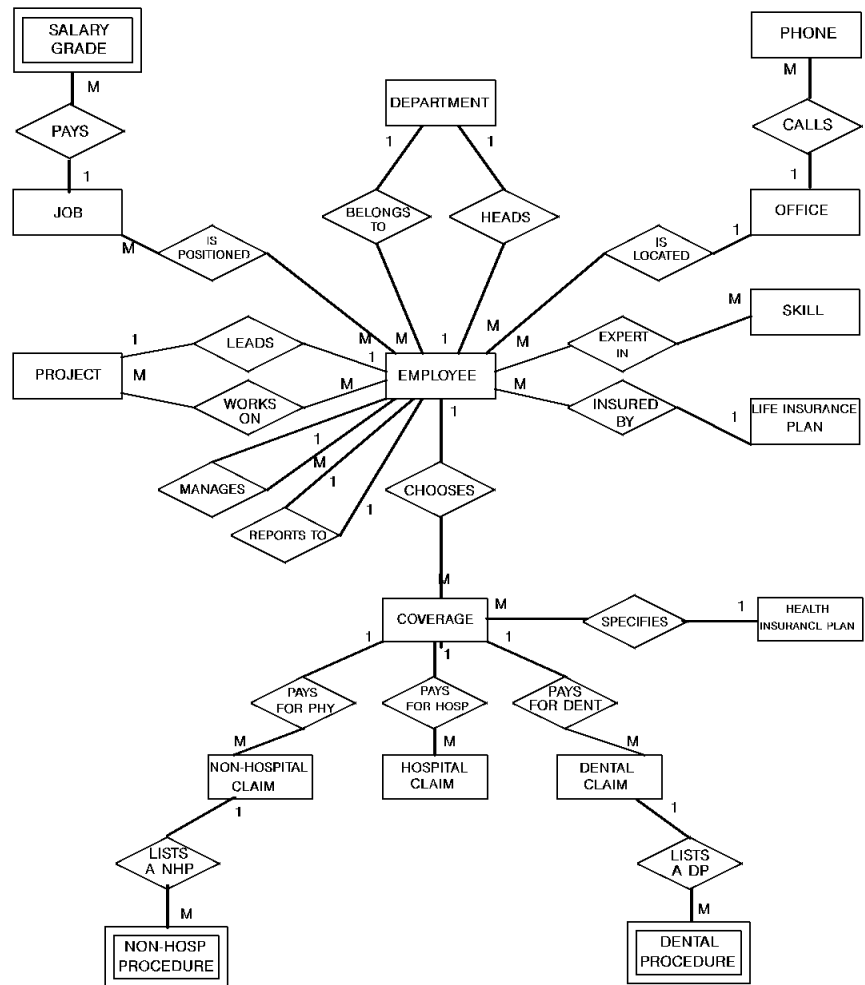 SALARY
GRADE
PHONE
M
M
DEPARTMENT
PAYS
CALLS
1
1
1
1
JOB
BELONGS
TO
HEADS
OFFICE
M
IS
POSITIONED
IS
LOCATED
1
M
SKILL
1
LEADS
M
M
1
M
M
EXPERT
IN
1
PROJECT
M
EMPLOYEE
M
M
WORKS
ON
1
INSURED
BY
1
LIFE INSURANCE
PLAN
1
M
MANAGES
1
CHOOSES
1
REPORTS TO
M
COVERAGE
M
SPECIFIES
1
HEALTH
INSURANCL PLAN
1
1
1
PAYS
FOR PHY
PAYS
FOR HOSP
PAYS
FOR DENT
M
M
M
NON-HOSPITAL
CLAIM
HOSPITAL
CLAIM
DENTAL
CLAIM
1
1
LISTS
A NHP
LISTS
A DP
M
M
NON-HOSP
PROCEDURE
DENTAL
PROCEDURE